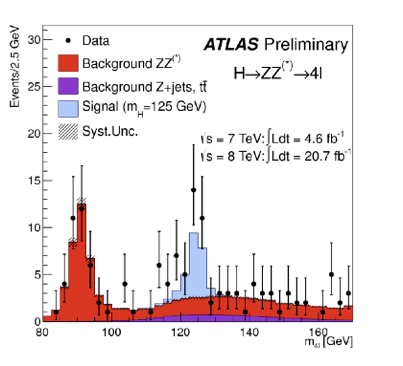 ATLAS Preliminary
H→ZZ(*)→4l
Data
Background ZZ(*)
Background Z+jets, tt̄
Signal (mH=125 GeV)
Syst.Unc.
√s = 7 TeV:∫Ldt = 4.6 fb-1
√s = 8 TeV:∫Ldt = 20.7 fb-1
Events/2.5 GeV
30
25
20
15
10
5
0
80 100 120 140 160
m4l [GeV]